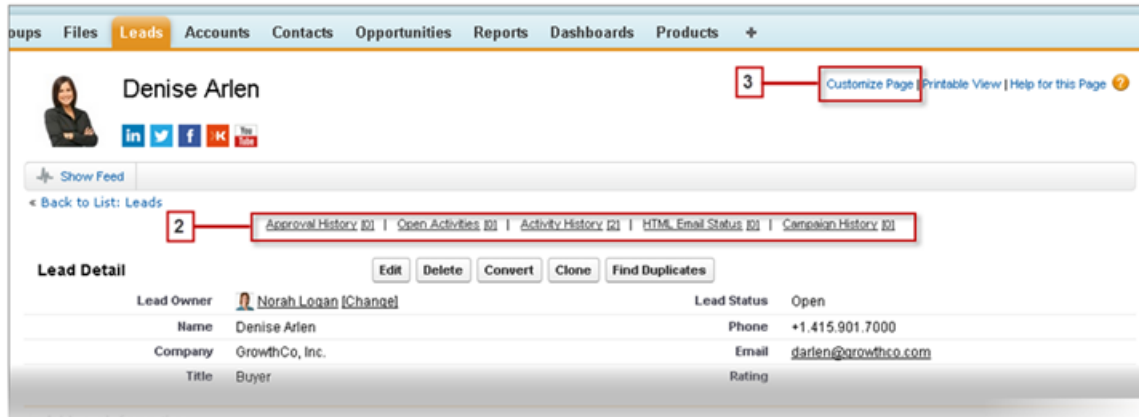 oups Files Leads Accounts Contacts Opportunities Reports Dashboards Products +
Denise Arlen
3
Customize Page | Printable View | Help for this Page ?
in f You Tube
Show Feed
« Back to List: Leads
2
Approval History [0] | Open Activities [0] | Activity History [2] | HTML Email Status [0] | Campaign History [0]
Lead Detail Edit Delete Convert Clone Find Duplicates
Lead Owner Norah Logan [Change] Lead Status Open
Name Denise Arlen Phone +1.415.901.7000
Company GrowthCo, Inc. Email darlen@growthco.com
Title Buyer Rating